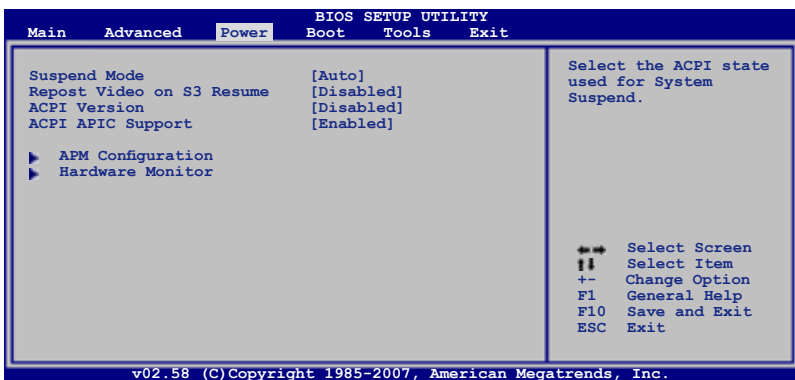 BIOS SETUP UTILITY
Main Advanced Power Boot Tools Exit
Suspend Mode [Auto]
Repost Video on S3 Resume [Disabled]
ACPI Version [Disabled]
ACPI APIC Support [Enabled]
APM Configuration
Hardware Monitor
Select the ACPI state
used for System
Suspend.
Select Screen
Select Item
+- Change Option
F1 General Help
F10 Save and Exit
ESC Exit
v02.58 (C)Copyright 1985-2007, American Megatrends, Inc.